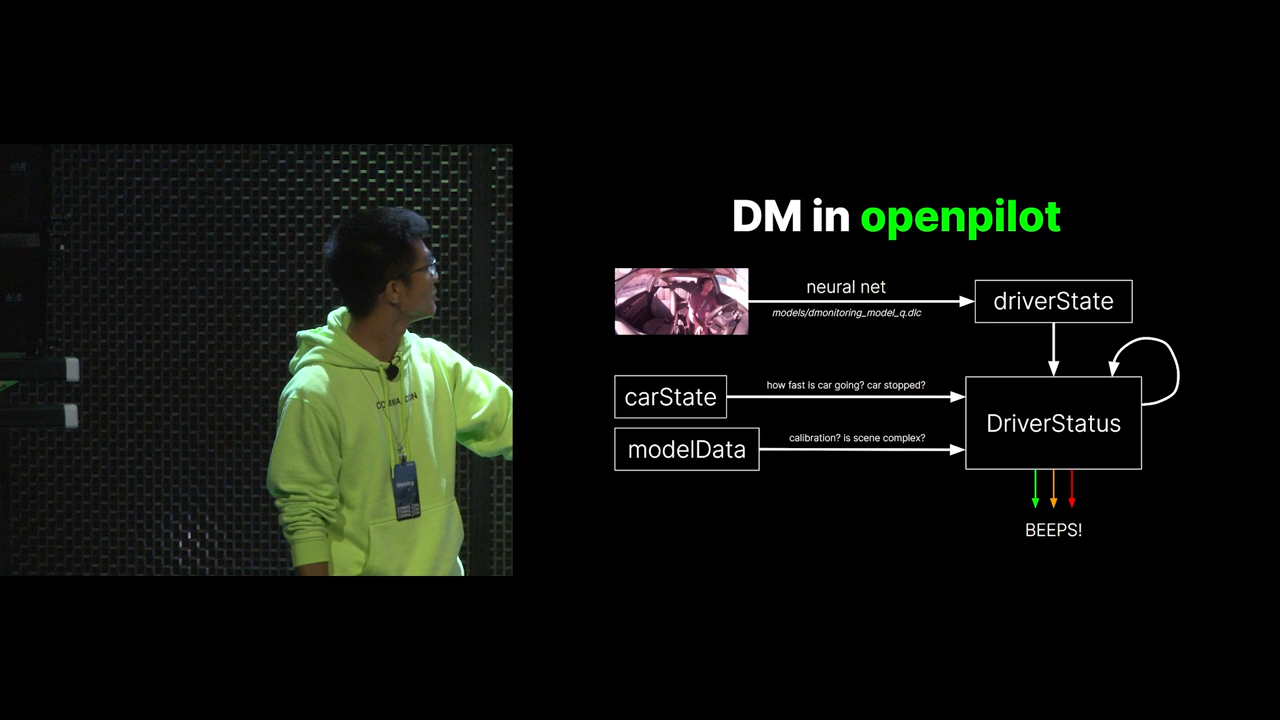 DM in openpilot
neural net
models/dmonitoring_model_q.dlc
driverState
carState
how fast is car going? car stopped?
DriverStatus
modelData
calibration? is scene complex?
BEEPS!